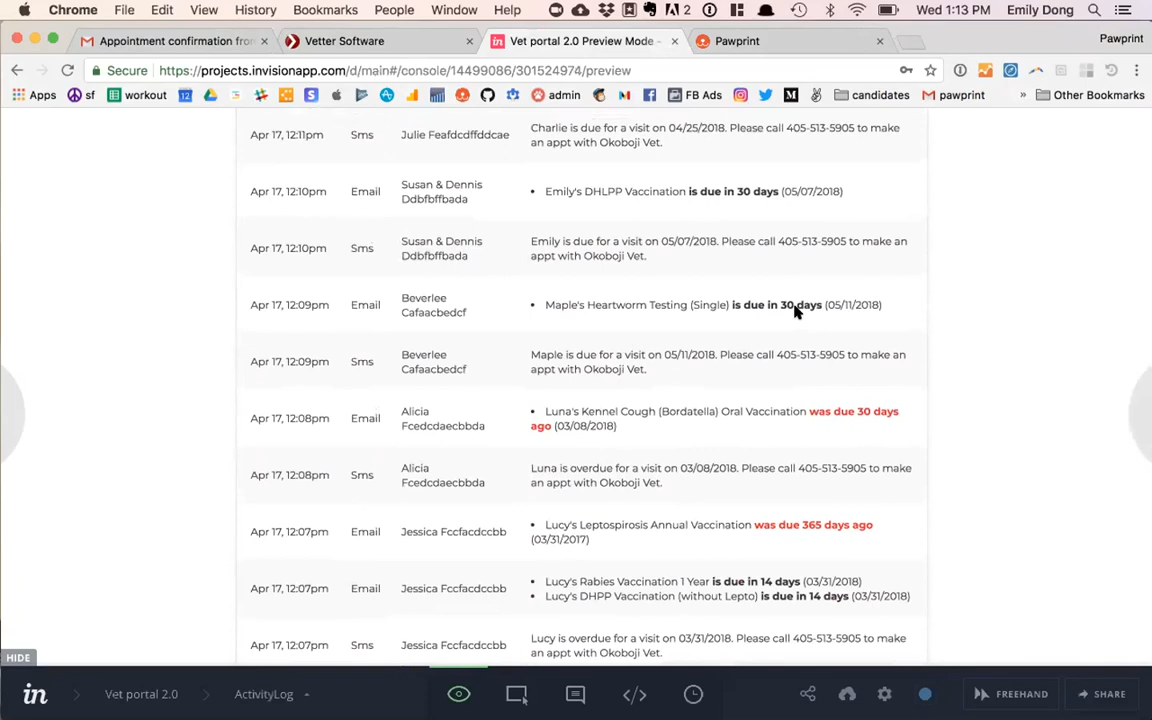 Chrome File Edit View History Bookmarks People Window Help 2 Wed 1:13 PM Emily Dong
Appointment confirmation from × Vetter Software × Vet portal 2.0 Preview Mode - × Pawprint × Pawprint
Secure https://projects.invisionapp.com/d/main#/console/14499086/301524974/preview
Apps sf workout 12 admin FB Ads candidates pawprint » Other Bookmarks
Apr 17, 12:11pm Sms Julie Feafdcdffddcae Charlie is due for a visit on 04/25/2018. Please call 405-513-5905 to make
an appt with Okoboji Vet.
Apr 17, 12:10pm Email Susan & Dennis • Emily's DHLPP Vaccination is due in 30 days (05/07/2018)
Ddbfbffbada
Apr 17, 12:10pm Sms Susan & Dennis Emily is due for a visit on 05/07/2018. Please call 405-513-5905 to make an
Ddbfbffbada appt with Okoboji Vet.
Apr 17, 12:09pm Email Beverlee • Maple's Heartworm Testing (Single) is due in 30 days (05/11/2018)
Cafaacbedcf
Apr 17, 12:09pm Sms Beverlee Maple is due for a visit on 05/11/2018. Please call 405-513-5905 to make an
Cafaacbedcf appt with Okoboji Vet.
Apr 17, 12:08pm Email Alicia • Luna's Kennel Cough (Bordatella) Oral Vaccination was due 30 days
Fcedcdaecbbda ago (03/08/2018)
Apr 17, 12:08pm Sms Alicia Luna is overdue for a visit on 03/08/2018. Please call 405-513-5905 to make
Fcedcdaecbbda an appt with Okoboji Vet.
Apr 17, 12:07pm Email Jessica Fccfacdccbb • Lucy's Leptospirosis Annual Vaccination was due 365 days ago
(03/31/2017)
Apr 17, 12:07pm Email Jessica Fccfacdccbb • Lucy's Rabies Vaccination 1 Year is due in 14 days (03/31/2018)
• Lucy's DHPP Vaccination (without Lepto) is due in 14 days (03/31/2018)
Apr 17, 12:07pm Sms Jessica Fccfacdccbb Lucy is overdue for a visit on 03/31/2018. Please call 405-513-5905 to make
an appt with Okoboji Vet.
HIDE
in Vet portal 2.0 ActivityLog FREEHAND SHARE